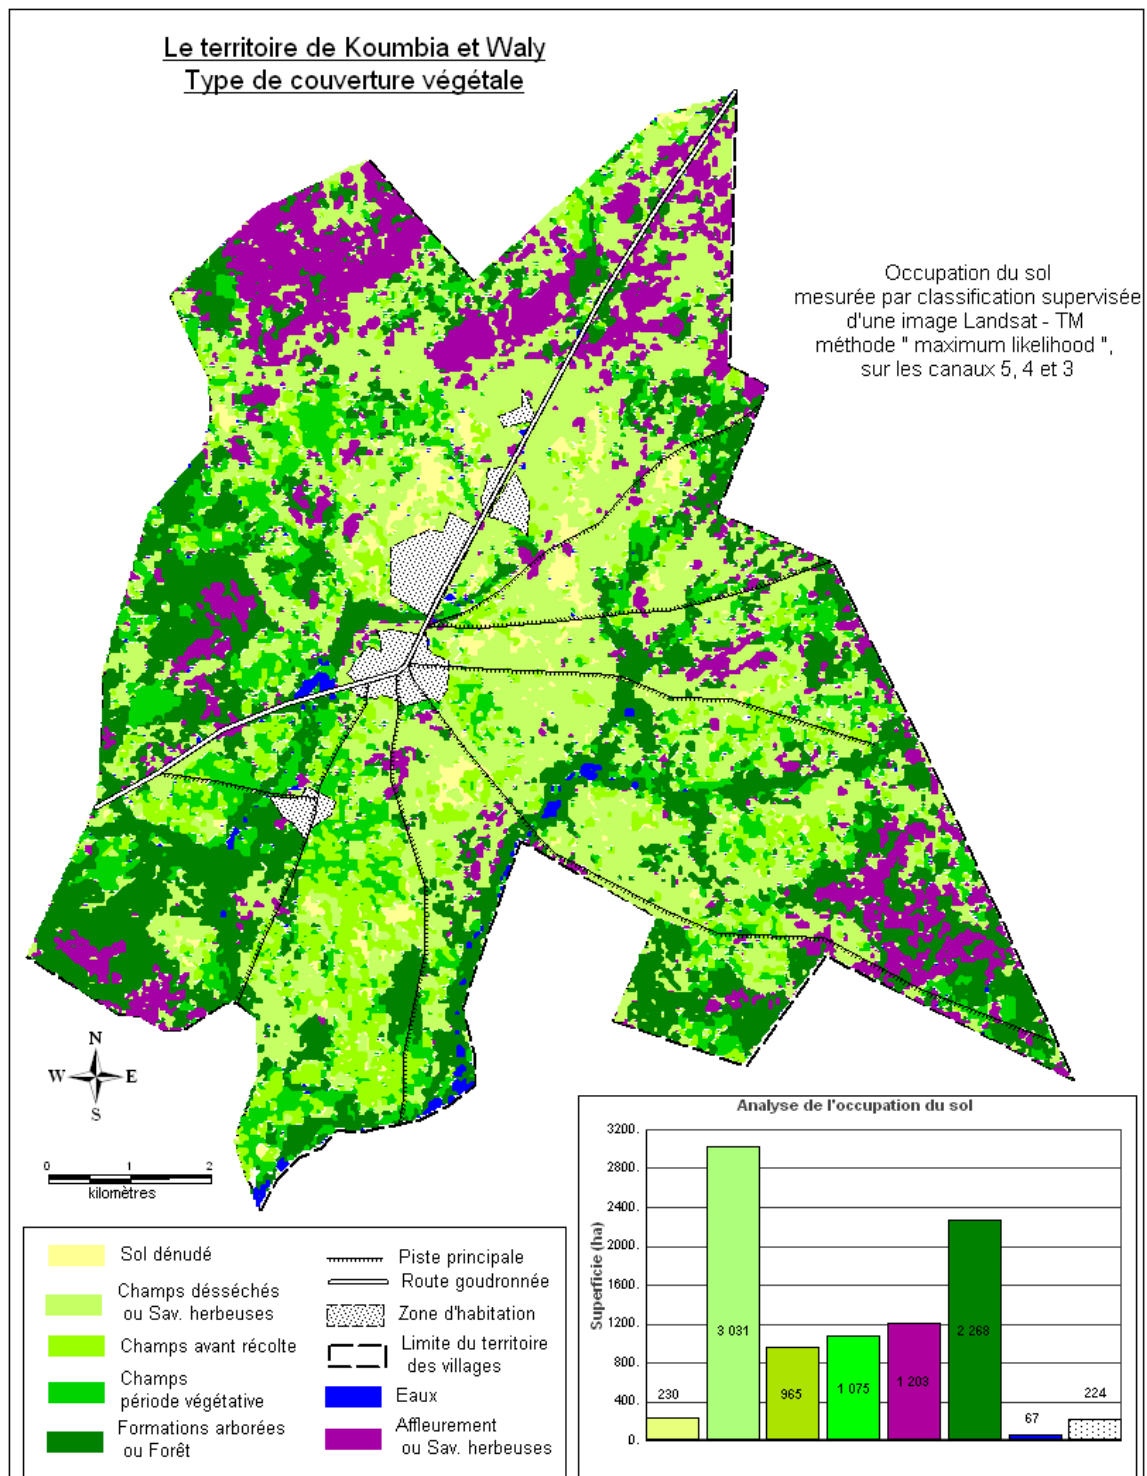 Le territoire de Koumbia et Waly
Type de couverture végétale
Occupation du sol
mesurée par classification supervisée
d'une image Landsat - TM
méthode " maximum likelihood ",
sur les canaux 5, 4 et 3
N
W E
S
0 1 2
kilomètres
Sol dénudé
Champs désséchés
ou Sav. herbeuses
Champs avant récolte
Champs
période végétative
Formations arborées
ou Forêt
Piste principale
Route goudronnée
Zone d'habitation
Limite du territoire
des villages
Eaux
Affleurement
ou Sav. herbeuses
Analyse de l'occupation du sol
Superficie (ha)
3200.
2800.
2400.
2000.
1600.
1200.
800.
400.
0.
230
3 031
965
1 075
1 203
2 268
67
224